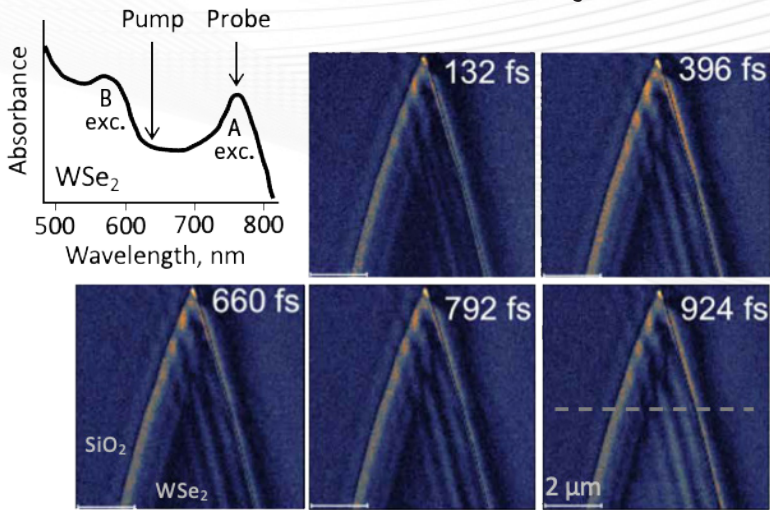 Pump Probe
Absorbance
B
exc.
A
exc.
WSe₂
500 600 700 800
Wavelength, nm
132 fs
396 fs
660 fs
SiO₂
WSe₂
792 fs
924 fs
2 μm